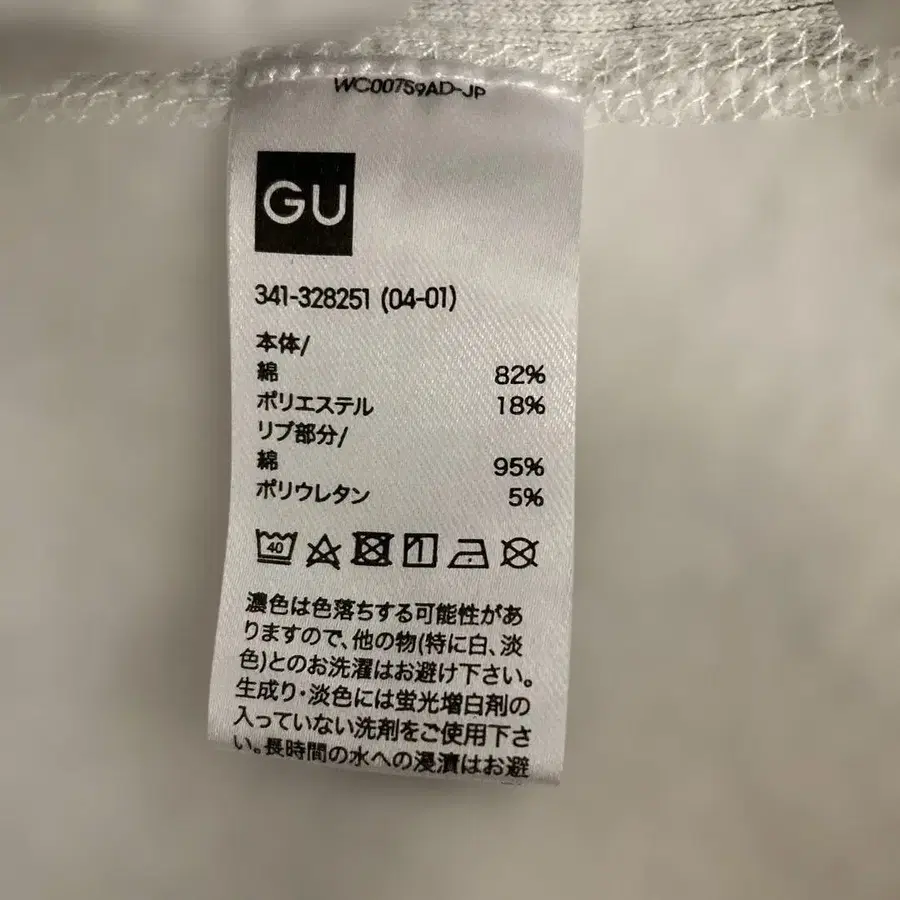 WC00759AD-JP
GU
341-328251 (04-01)
本体/
綿 82%
ポリエステル 18%
リブ部分/
綿 95%
ポリウレタン 5%
40
濃色は色落ちする可能性があ
りますので、他の物(特に白、淡
色)とのお洗濯はお避け下さい。
生成り・淡色には蛍光増白剤の
入っていない洗剤をご使用下さ
い。長時間の水への浸漬はお避